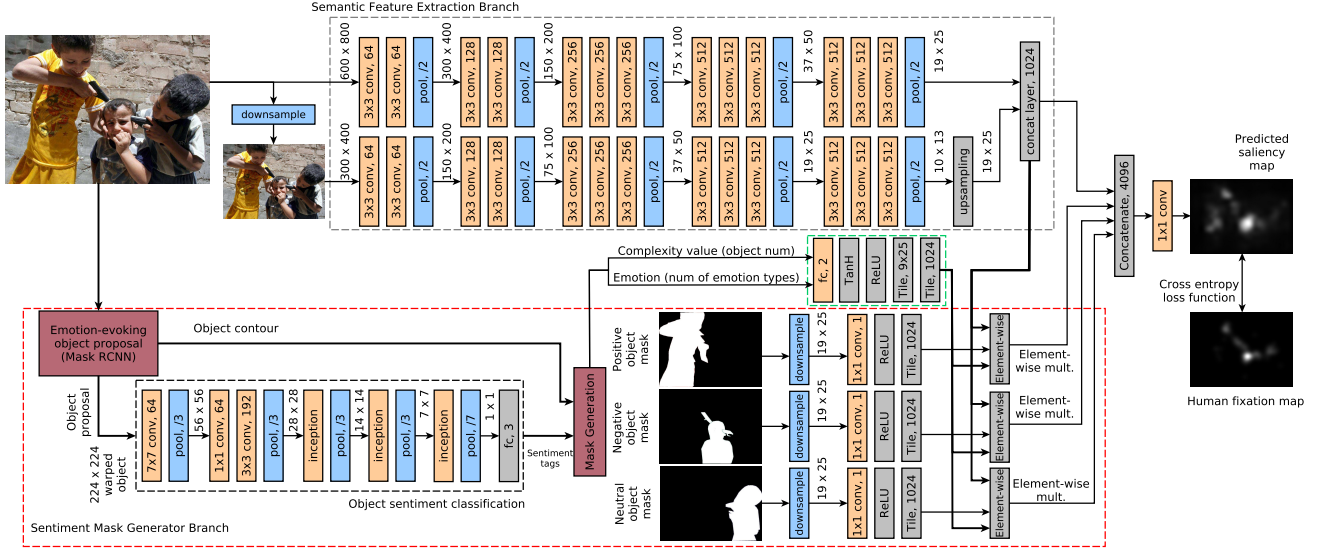 Semantic Feature Extraction Branch
600 x 800
3x3 conv, 64
3x3 conv, 64
pool, /2
300 x 400
3x3 conv, 128
3x3 conv, 128
pool, /2
150 x 200
3x3 conv, 256
3x3 conv, 256
3x3 conv, 256
pool, /2
75 x 100
3x3 conv, 512
3x3 conv, 512
3x3 conv, 512
pool, /2
37 x 50
3x3 conv, 512
3x3 conv, 512
3x3 conv, 512
pool, /2
19 x 25
concat layer, 1024
downsample
300 x 400
3x3 conv, 64
3x3 conv, 64
pool, /2
150 x 200
3x3 conv, 128
3x3 conv, 128
pool, /2
75 x 100
3x3 conv, 256
3x3 conv, 256
3x3 conv, 256
pool, /2
37 x 50
3x3 conv, 512
3x3 conv, 512
3x3 conv, 512
pool, /2
19 x 25
3x3 conv, 512
3x3 conv, 512
3x3 conv, 512
pool, /2
10 x 13
upsampling
19 x 25
Concatenate, 4096
1x1 conv
Predicted
saliency
map
Cross entropy
loss function
Human fixation map
Complexity value (object num)
Emotion (num of emotion types)
fc, 2
TanH
ReLU
Tile, 9x25
Tile, 1024
Emotion-evoking
object proposal
(Mask RCNN)
Object contour
Object
proposal
224 x 224
warped
object
7x7 conv, 64
pool, /3
56 x 56
1x1 conv, 64
3x3 conv, 192
pool, /3
28 x 28
inception
pool, /3
14 x 14
inception
pool, /3
7 x 7
inception
pool, /7
1 x 1
fc, 3
Sentiment
tags
Object sentiment classification
Mask Generation
Positive
object
mask
downsample
19 x 25
1x1 conv, 1
ReLU
Tile, 1024
Element-wise
Element-
wise mult.
Negative
object
mask
downsample
19 x 25
1x1 conv, 1
ReLU
Tile, 1024
Element-wise
Element-
wise mult.
Neutral
object
mask
downsample
19 x 25
1x1 conv, 1
ReLU
Tile, 1024
Element-wise
Element-wise
mult.
Sentiment Mask Generator Branch